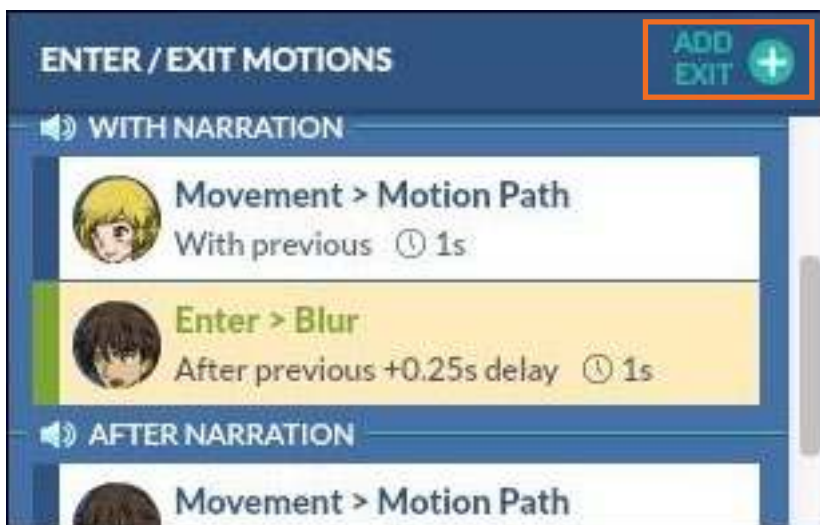 ENTER / EXIT MOTIONS
ADD
EXIT
WITH NARRATION
Movement > Motion Path
With previous 1s
Enter > Blur
After previous +0.25s delay 1s
AFTER NARRATION
Movement > Motion Path